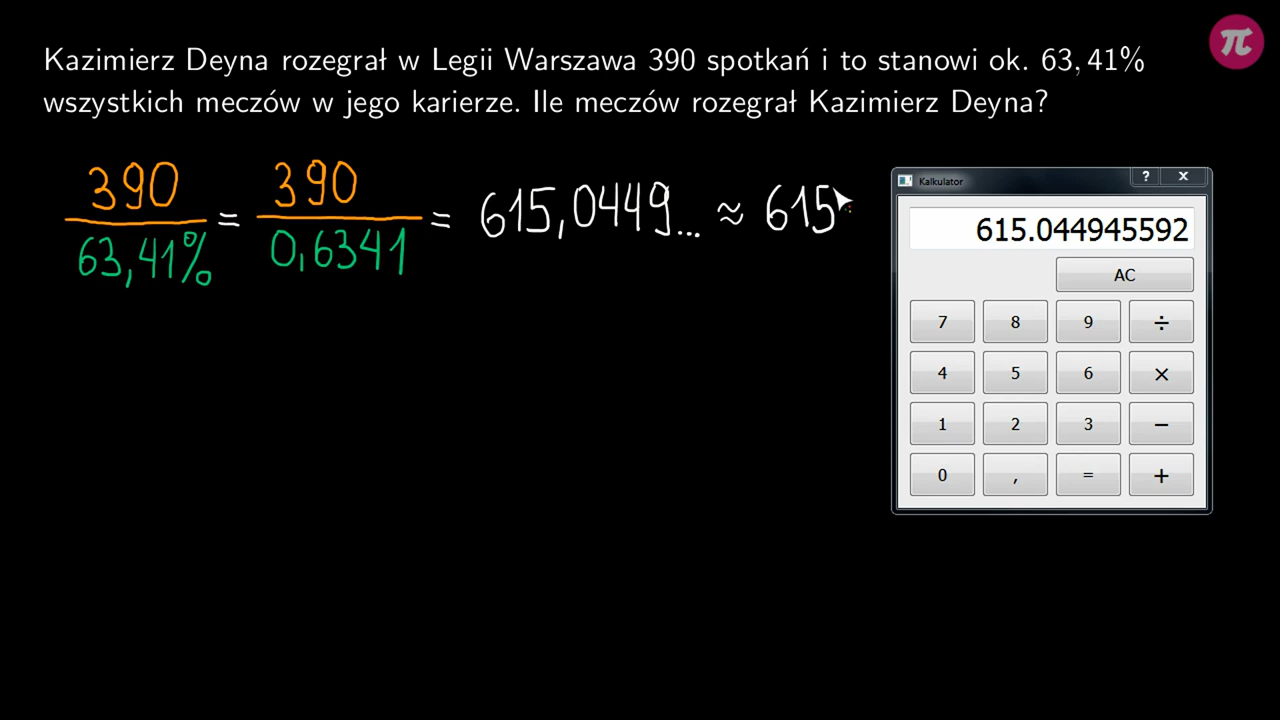 π
Kazimierz Deyna rozegrał w Legii Warszawa 390 spotkań i to stanowi ok. 63,41%
wszystkich meczów w jego karierze. Ile meczów rozegrał Kazimierz Deyna?
390/63,41% = 390/0,6341 = 615,0449... ≈ 615
Kalkulator ? X
615.044945592
AC
7 8 9 ÷
4 5 6 ×
1 2 3 −
0 , = +